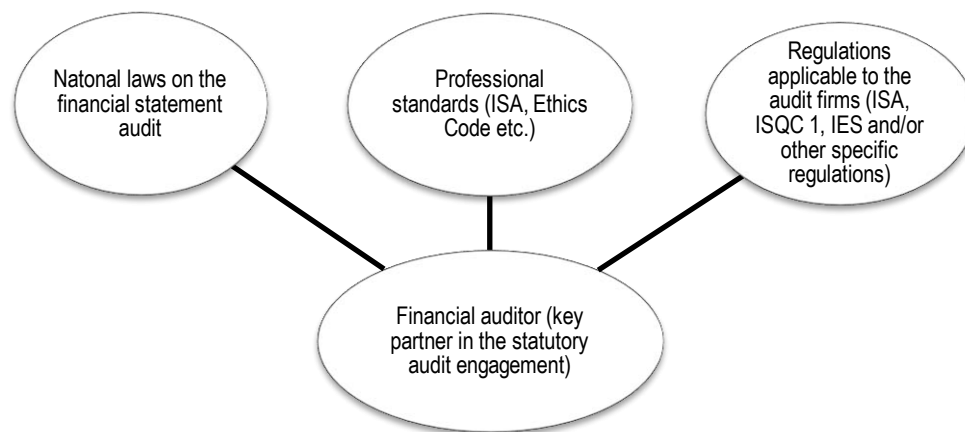 Natonal laws on the
financial statement
audit
Professional
standards (ISA, Ethics
Code etc.)
Regulations
applicable to the
audit firms (ISA,
ISQC 1, IES and/or
other specific
regulations)
Financial auditor (key
partner in the statutory
audit engagement)